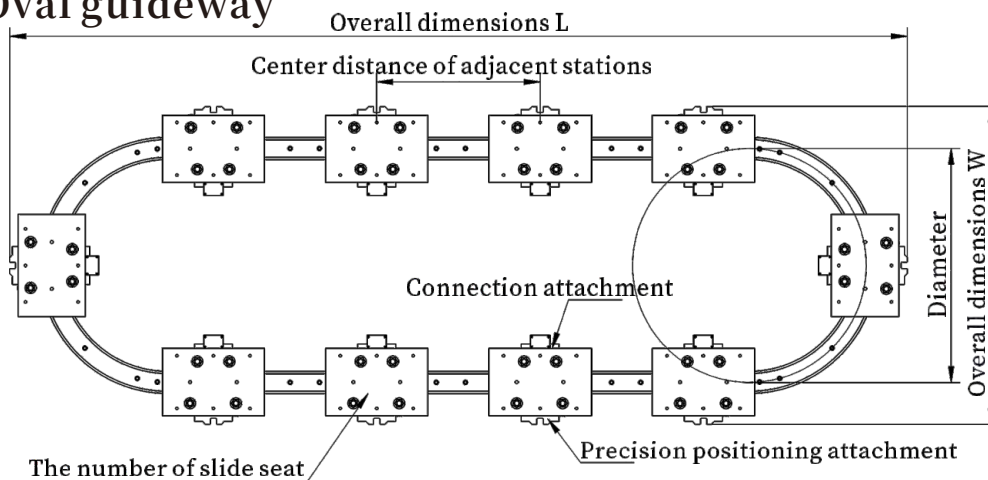 Oval guideway
Overall dimensions L
Center distance of adjacent stations
Overall dimensions W
Diameter
Connection attachment
Precision positioning attachment
The number of slide seat